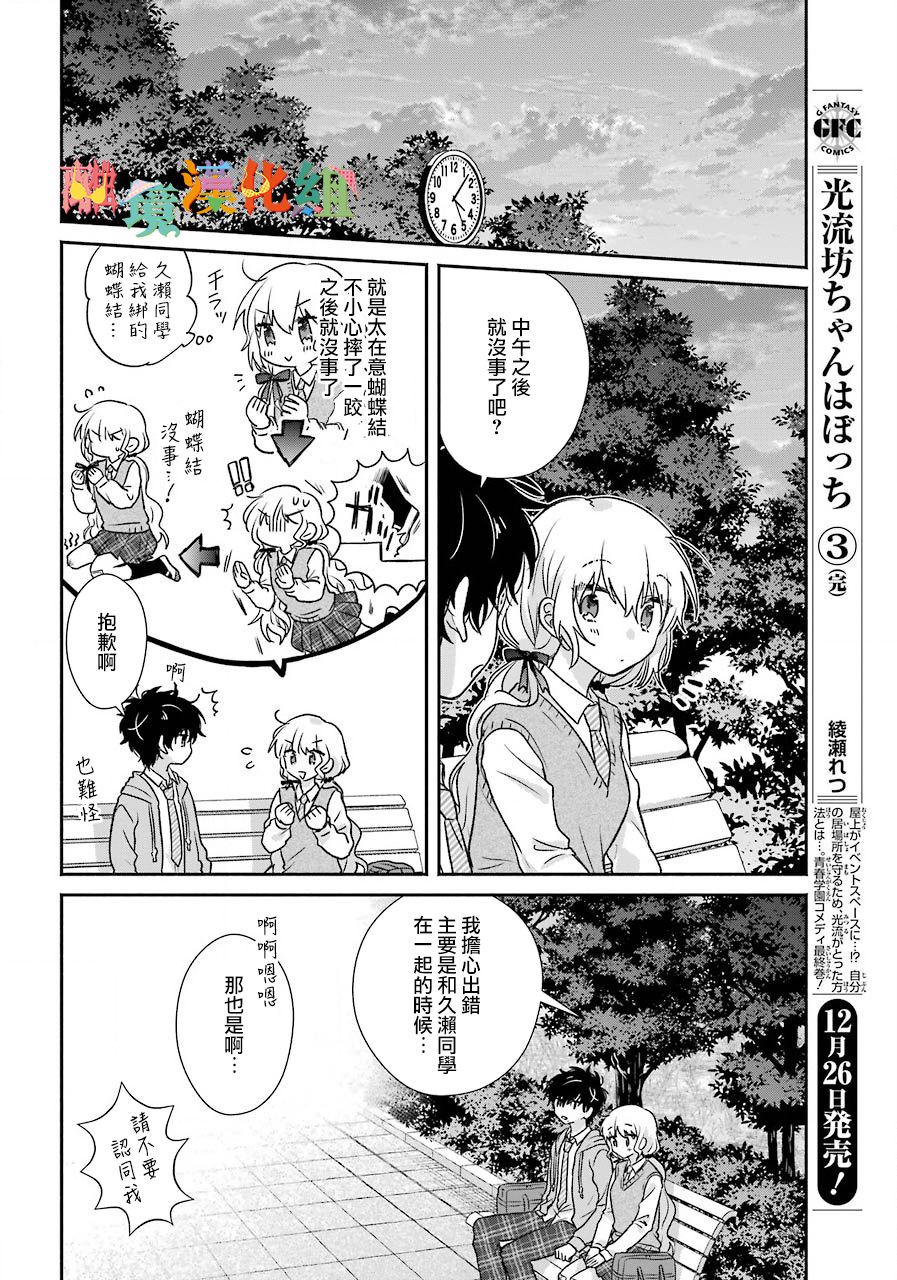 離境漢化組
中午之後
就沒事了吧？
就是太在意蝴蝶結
不小心摔了一跤
之後就沒事了
チラッ
久瀨同學
給我綁的
蝴蝶結…
!!
蝴蝶結
沒事…！
抱歉啊
啊
也難怪
我擔心出錯
主要是和久瀨同學
在一起的時候…
啊啊嗯嗯
那也是啊…
請不要
認同我
G FANTASY
GFC
COMICS
光流坊ちゃんはぼっち ③ (完)
綾瀬れつ
屋上がイベントスペースに…!? 自分
の居場所を守るため、光流がとった方
法とは…。青春学園コメディ最終巻！
12月26日発売！